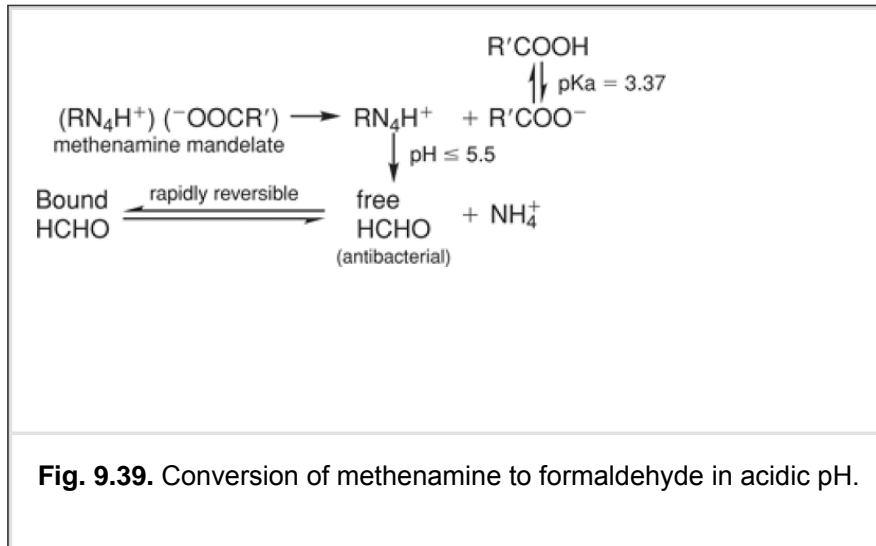 R′COOH
pKa = 3.37
(RN₄H⁺) (⁻OOCR′) ⟶ RN₄H⁺ + R′COO⁻
methenamine mandelate
pH ≤ 5.5
Bound rapidly reversible free
HCHO HCHO + NH₄⁺
(antibacterial)
Fig. 9.39. Conversion of methenamine to formaldehyde in acidic pH.